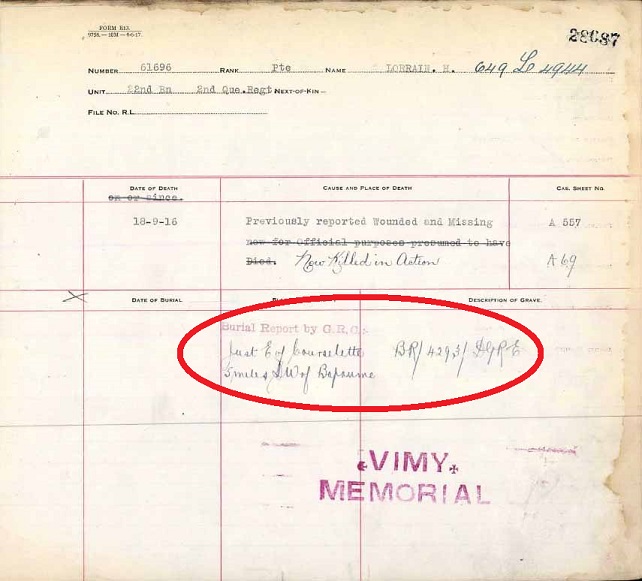 FORM R1x
28687
NUMBER 61696 RANK Pte NAME LORRAIN. H. 649 Lo 4944
UNIT 22nd Bn 2nd Que.Regt NEXT-OF-KIN
FILE NO. R.L.
DATE OF DEATH CAUSE AND PLACE OF DEATH CAS. SHEET NO.
on or since.
18-9-16 Previously reported Wounded and Missing A 557
now for Official purposes presumed to have
Died. Now Killed in Action A 69
DATE OF BURIAL DESCRIPTION OF GRAVE.
Burial Report by G.R.C.
Just E of Courcelette BR/4293/DGR&E
5 miles SW of Bapaume
VIMY
MEMORIAL